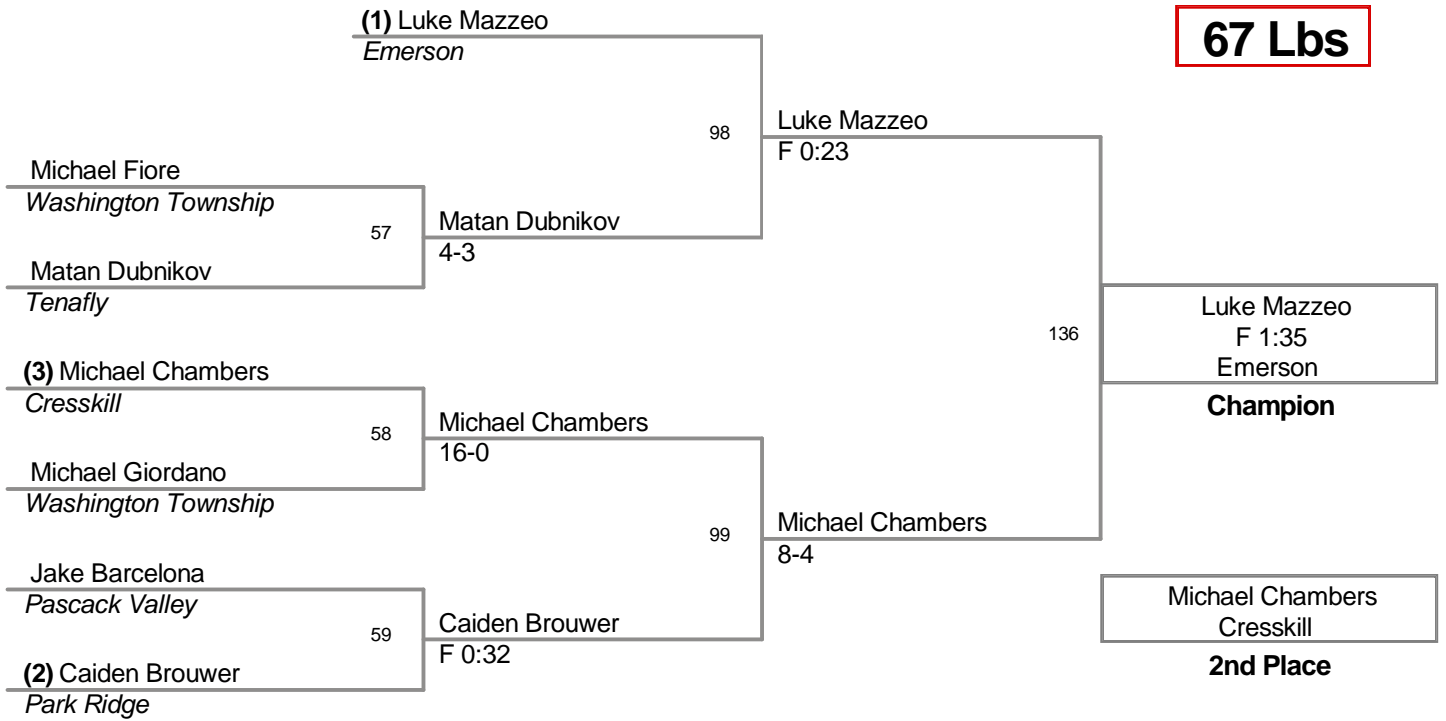 (1) Luke Mazzeo
Emerson
67 Lbs
98
Luke Mazzeo
F 0:23
Michael Fiore
Washington Township
57
Matan Dubnikov
4-3
Matan Dubnikov
Tenafly
136
Luke Mazzeo
F 1:35
Emerson
Champion
(3) Michael Chambers
Cresskill
58
Michael Chambers
16-0
Michael Giordano
Washington Township
99
Michael Chambers
8-4
Jake Barcelona
Pascack Valley
59
Caiden Brouwer
F 0:32
(2) Caiden Brouwer
Park Ridge
Michael Chambers
Cresskill
2nd Place